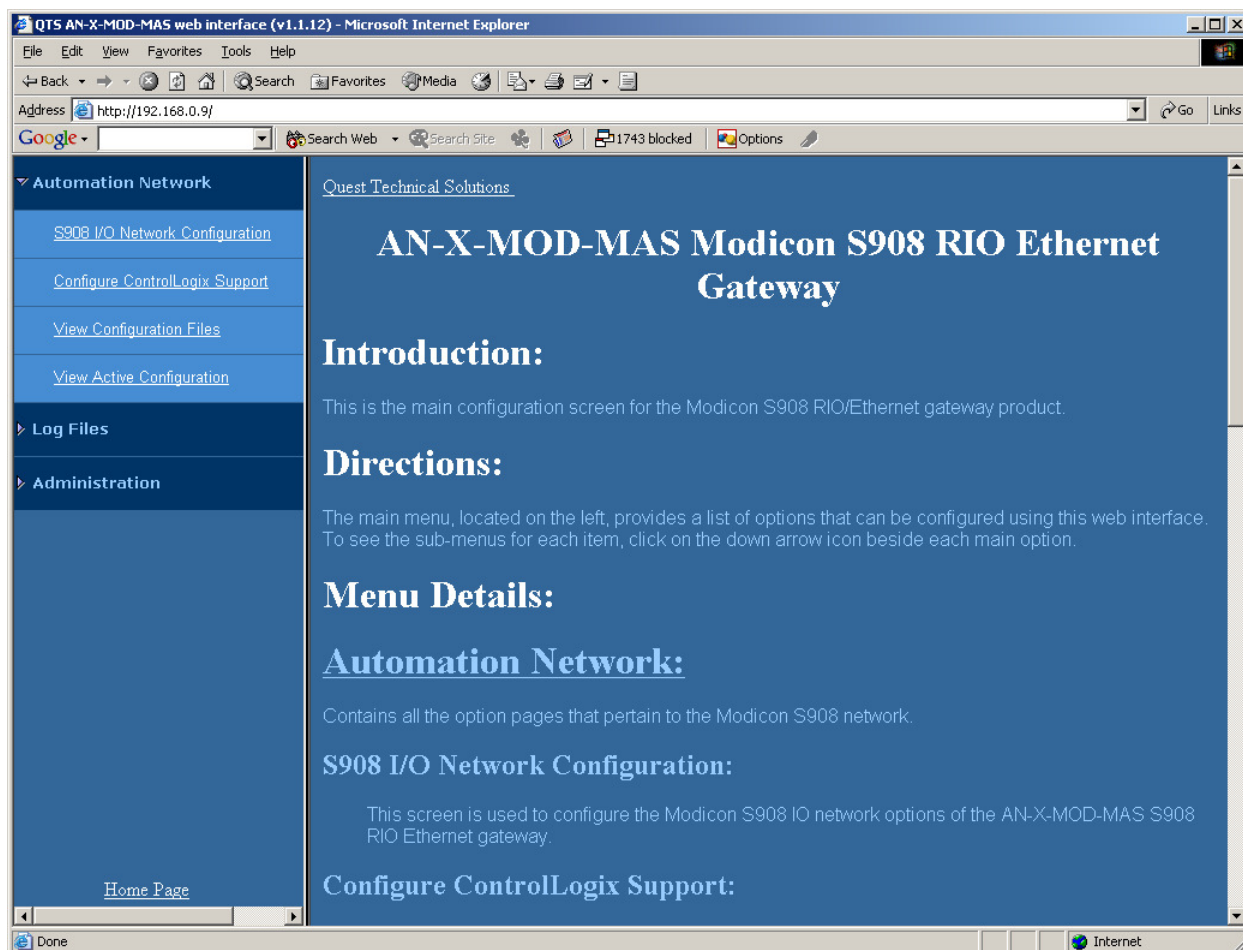 QTS AN-X-MOD-MAS web interface (v1.1.12) - Microsoft Internet Explorer
File Edit View Favorites Tools Help
Back Search Favorites Media
Address http://192.168.0.9/ Go Links
Google Search Web Search Site 1743 blocked Options
Automation Network
S908 I/O Network Configuration
Configure ControlLogix Support
View Configuration Files
View Active Configuration
Log Files
Administration
Home Page
Quest Technical Solutions
AN-X-MOD-MAS Modicon S908 RIO Ethernet
Gateway
Introduction:
This is the main configuration screen for the Modicon S908 RIO/Ethernet gateway product.
Directions:
The main menu, located on the left, provides a list of options that can be configured using this web interface.
To see the sub-menus for each item, click on the down arrow icon beside each main option.
Menu Details:
Automation Network:
Contains all the option pages that pertain to the Modicon S908 network.
S908 I/O Network Configuration:
This screen is used to configure the Modicon S908 IO network options of the AN-X-MOD-MAS S908
RIO Ethernet gateway.
Configure ControlLogix Support:
Done Internet